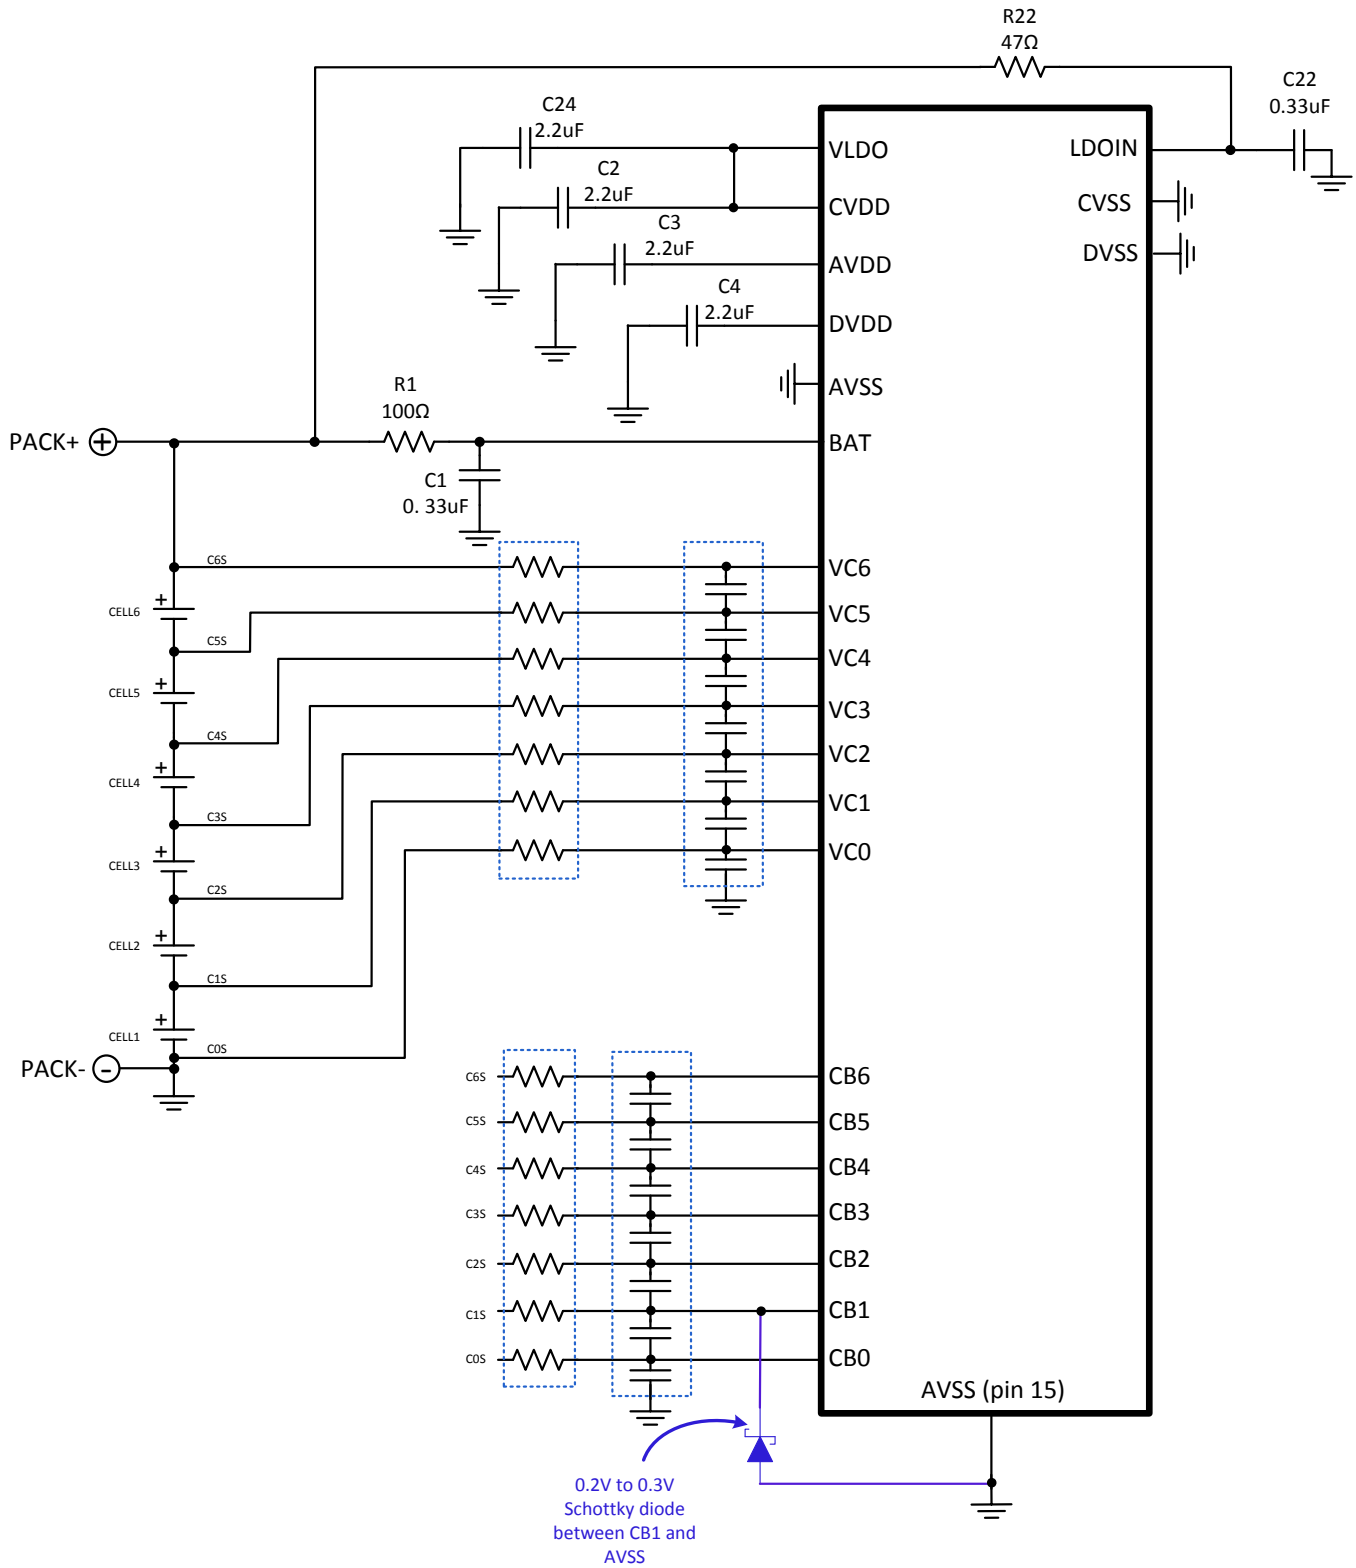 R22
47Ω
C22
0.33uF
C24
2.2uF
VLDO
LDOIN
C2
2.2uF
CVDD
CVSS
C3
2.2uF
AVDD
DVSS
C4
2.2uF
DVDD
AVSS
R1
100Ω
PACK+
+
BAT
C1
0. 33uF
C6S
VC6
+
CELL6
VC5
C5S
VC4
+
CELL5
VC3
C4S
VC2
+
CELL4
VC1
C3S
VC0
+
CELL3
C2S
+
CELL2
C1S
+
CELL1
C0S
PACK-
-
C6S
CB6
C5S
CB5
C4S
CB4
C3S
CB3
C2S
CB2
C1S
CB1
C0S
CB0
AVSS (pin 15)
0.2V to 0.3V
Schottky diode
between CB1 and
AVSS